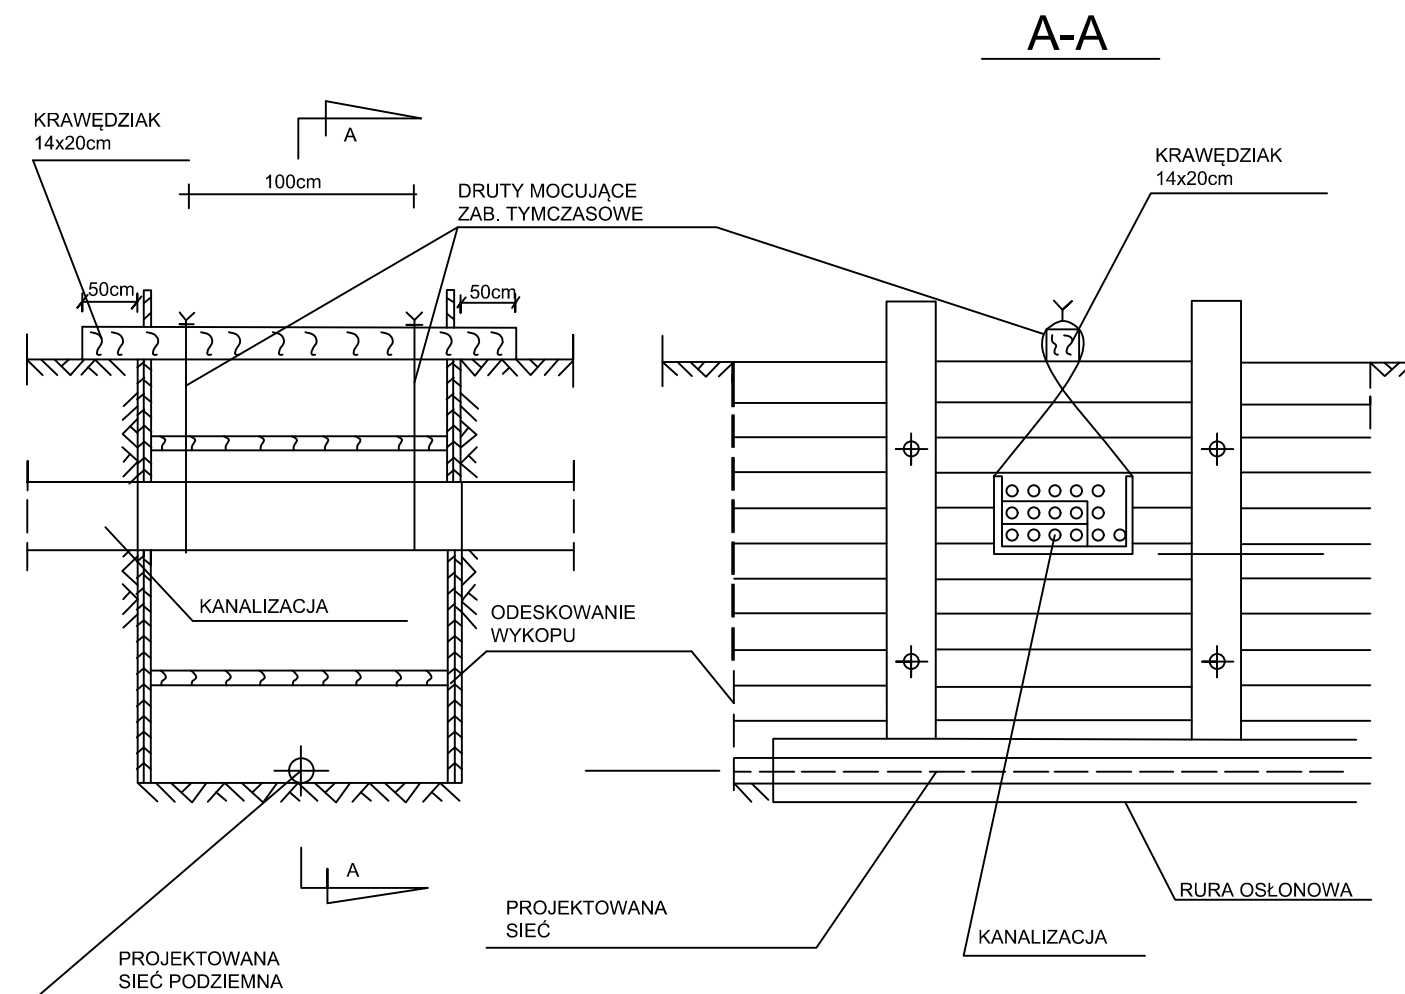 A-A
KRAWĘDZIAK
14x20cm
A
100cm
DRUTY MOCUJĄCE
ZAB. TYMCZASOWE
KRAWĘDZIAK
14x20cm
50cm
50cm
KANALIZACJA
ODESKOWANIE
WYKOPU
A
PROJEKTOWANA
SIEĆ
RURA OSŁONOWA
KANALIZACJA
PROJEKTOWANA
SIEĆ PODZIEMNA